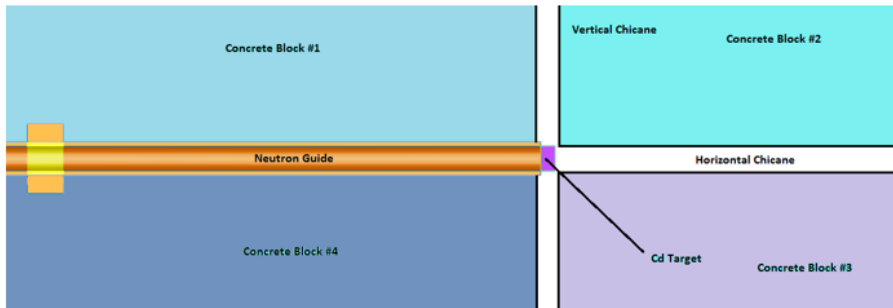 Vertical Chicane
Concrete Block #2
Concrete Block #1
Neutron Guide
Horizontal Chicane
Concrete Block #4
Cd Target
Concrete Block #3